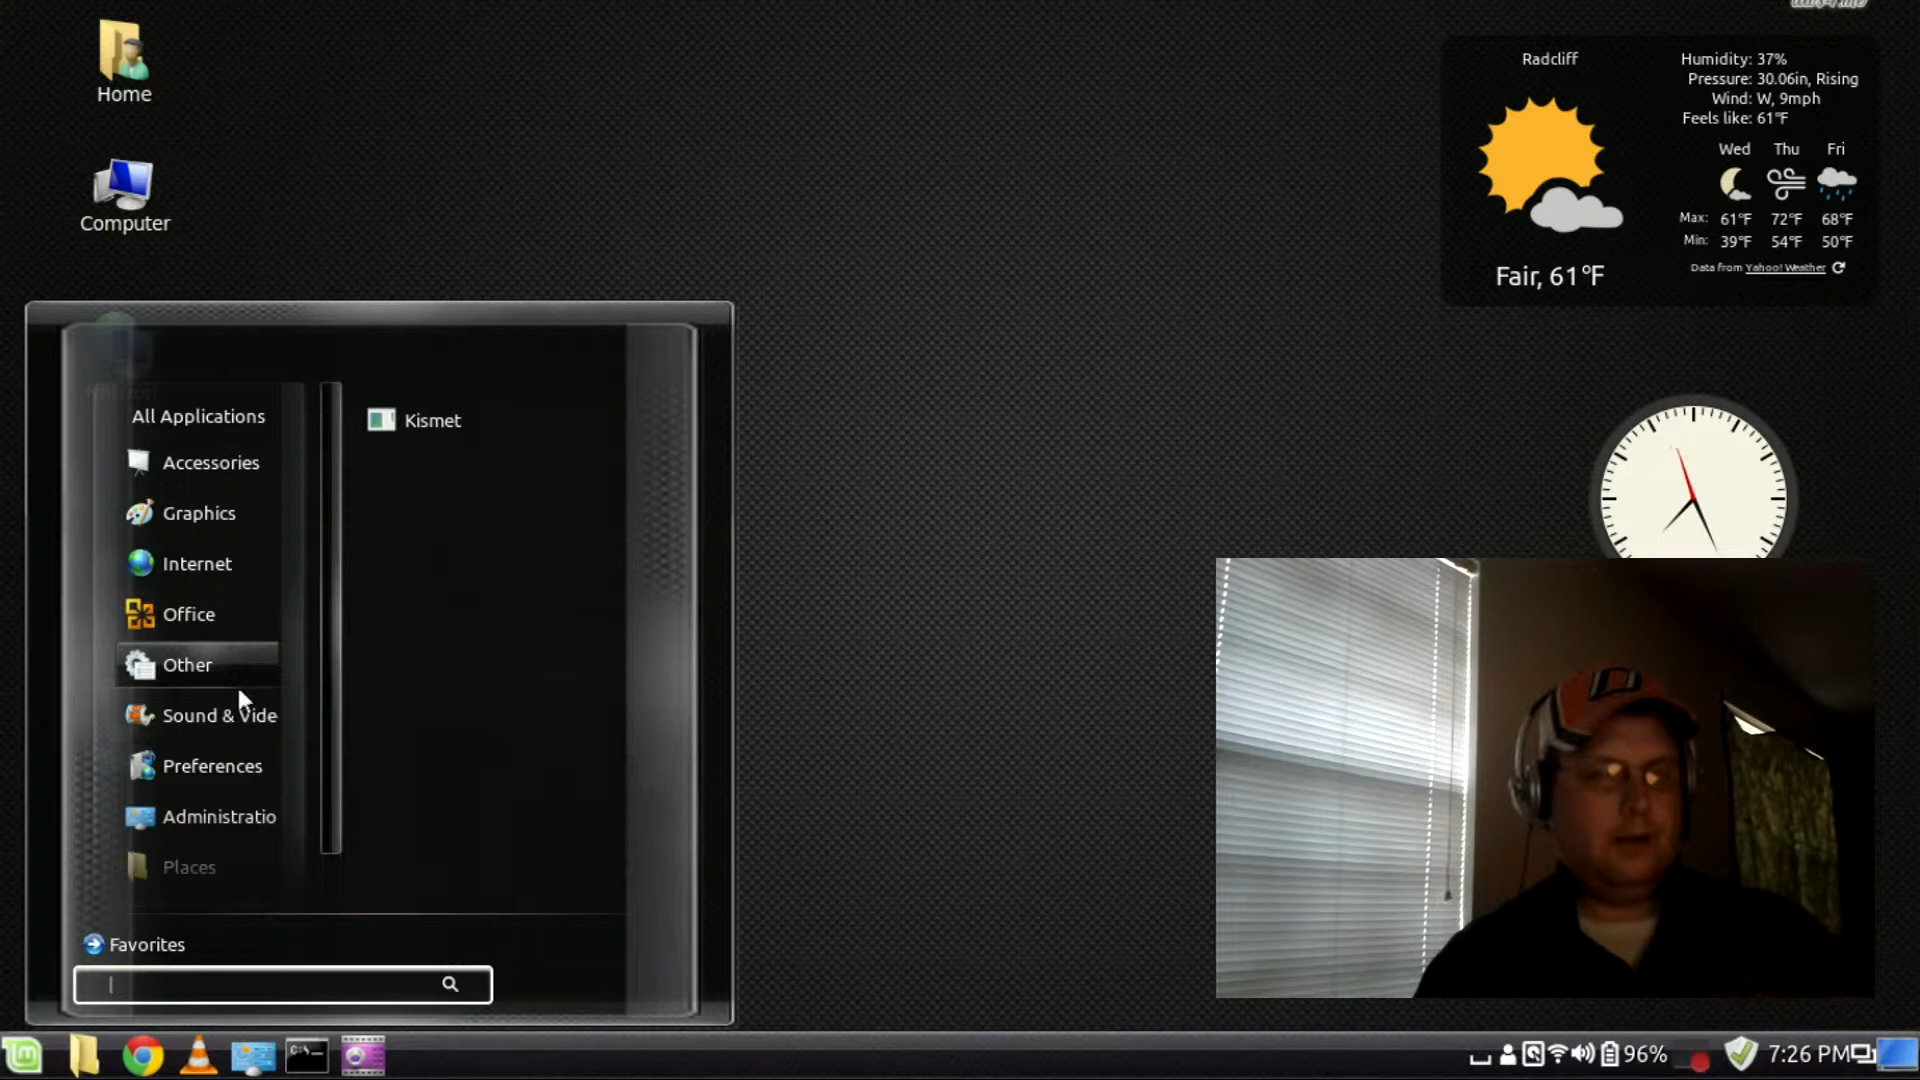 Home
Computer
Radcliff
Fair, 61°F
Humidity: 37%
Pressure: 30.06in, Rising
Wind: W, 9mph
Feels like: 61°F
Wed Thu Fri
Max: 61°F 72°F 68°F
Min: 39°F 54°F 50°F
Data from Yahoo! Weather
All Applications
Accessories
Graphics
Internet
Office
Other
Sound & Vide
Preferences
Administratio
Places
Kismet
Favorites
C:\
96%
7:26 PM